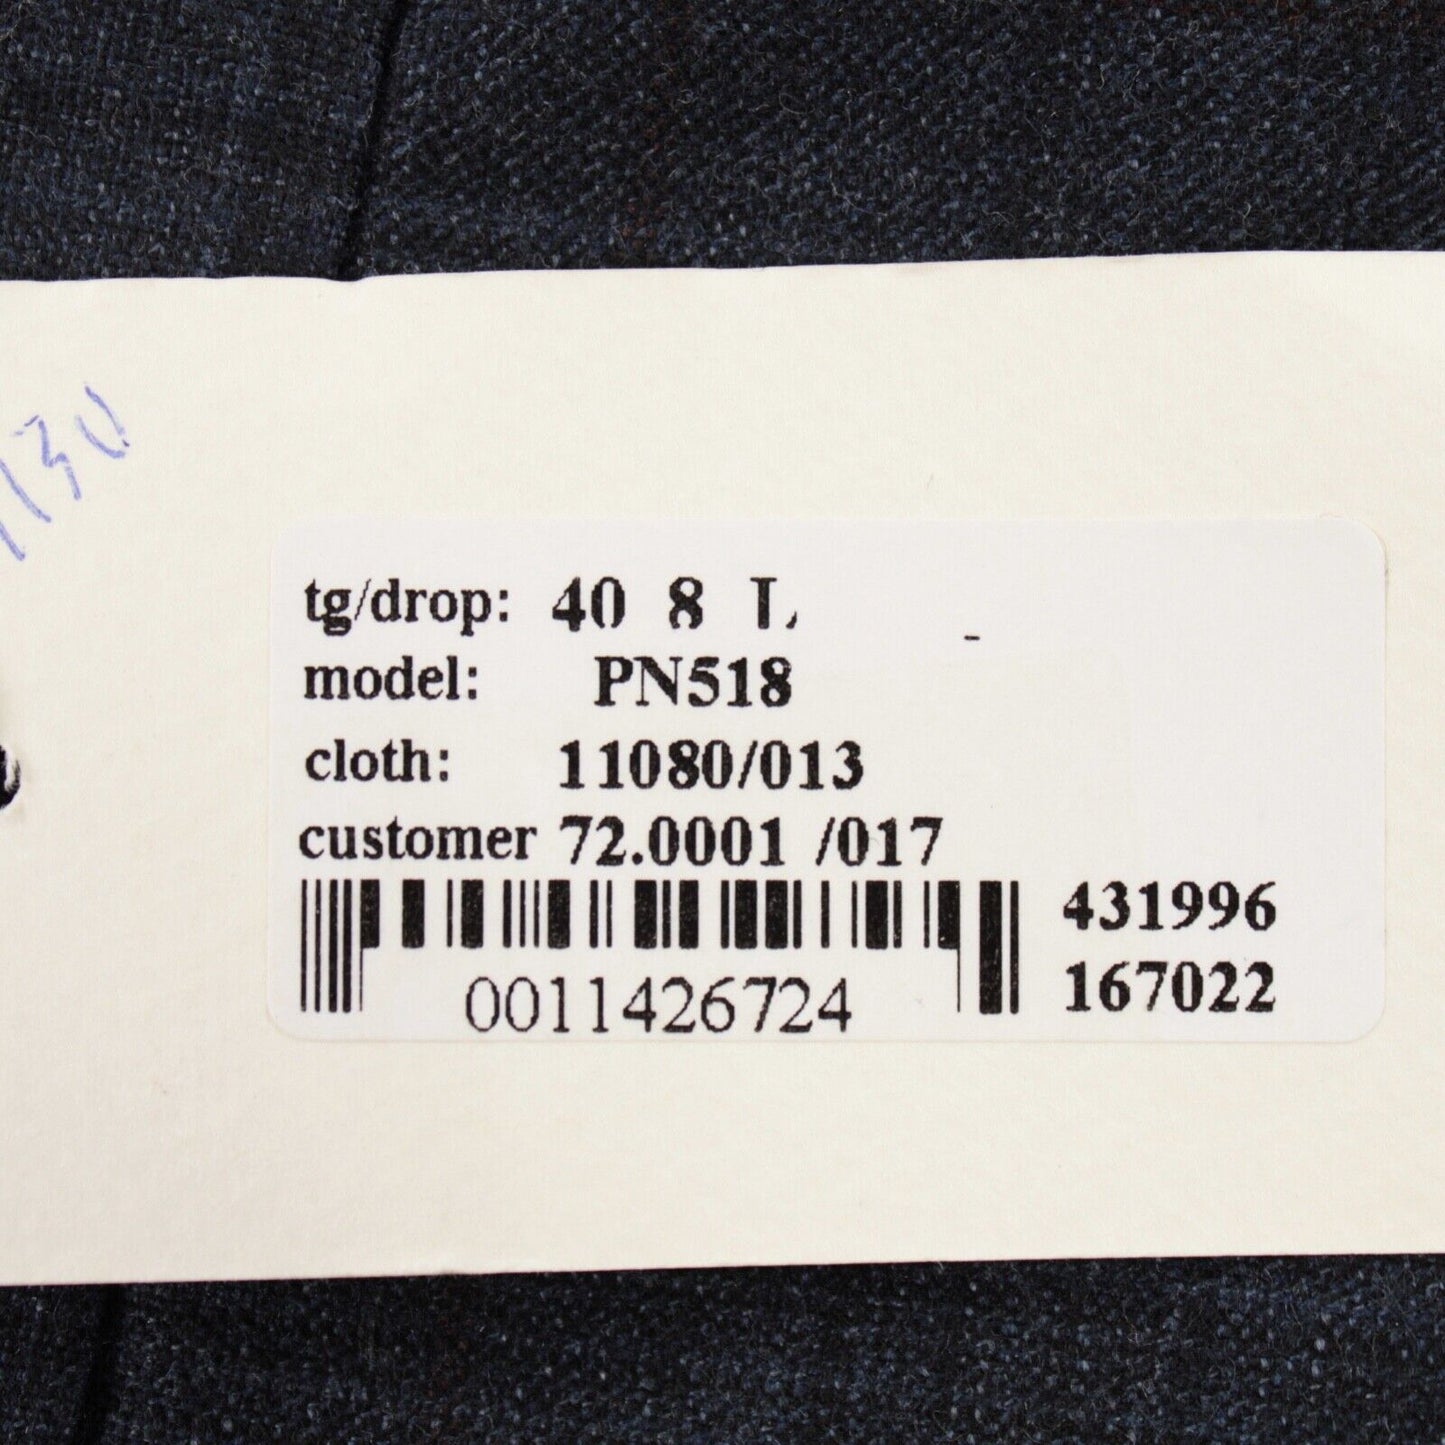 tg/drop: 40 8 L
model: PN518
cloth: 11080/013
customer 72.0001 /017
431996
167022
0011426724